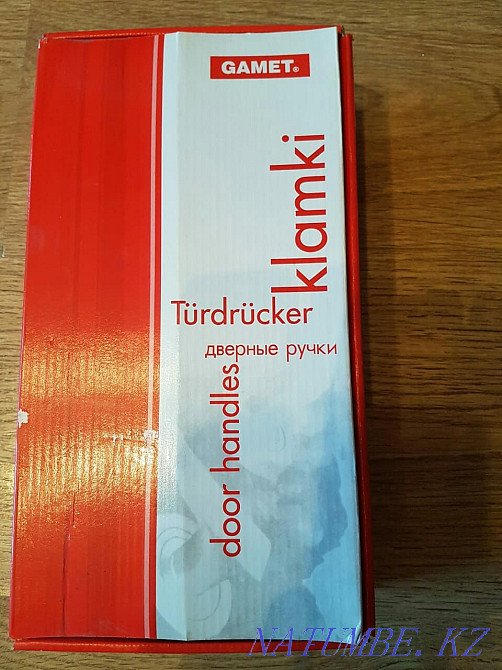 GAMET®
klamki
Türdrücker
дверные ручки
door handles
NATUMBE.KZ